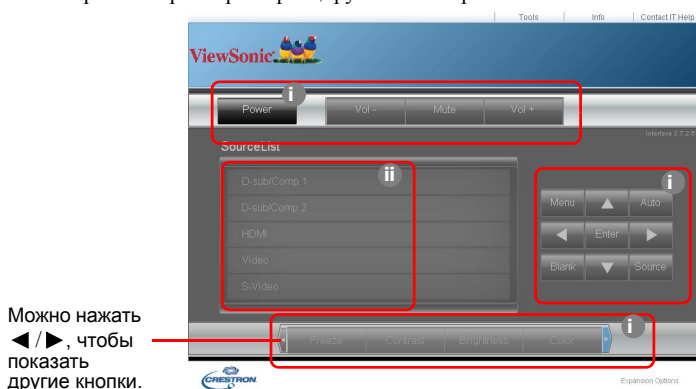 Tools Info Contact IT Help
ViewSonic
Power Vol - Mute Vol +
i
Interface 2.7.2.6
SourceList
ii
i
D-sub/Comp 1
D-sub/Comp 2
HDMI
Video
S-Video
Menu Auto
Enter
Blank Source
i
Freeze Contrast Brightness Color
Можно нажать
◀/▶, чтобы
показать
другие кнопки.
CRESTRON
Expansion Options